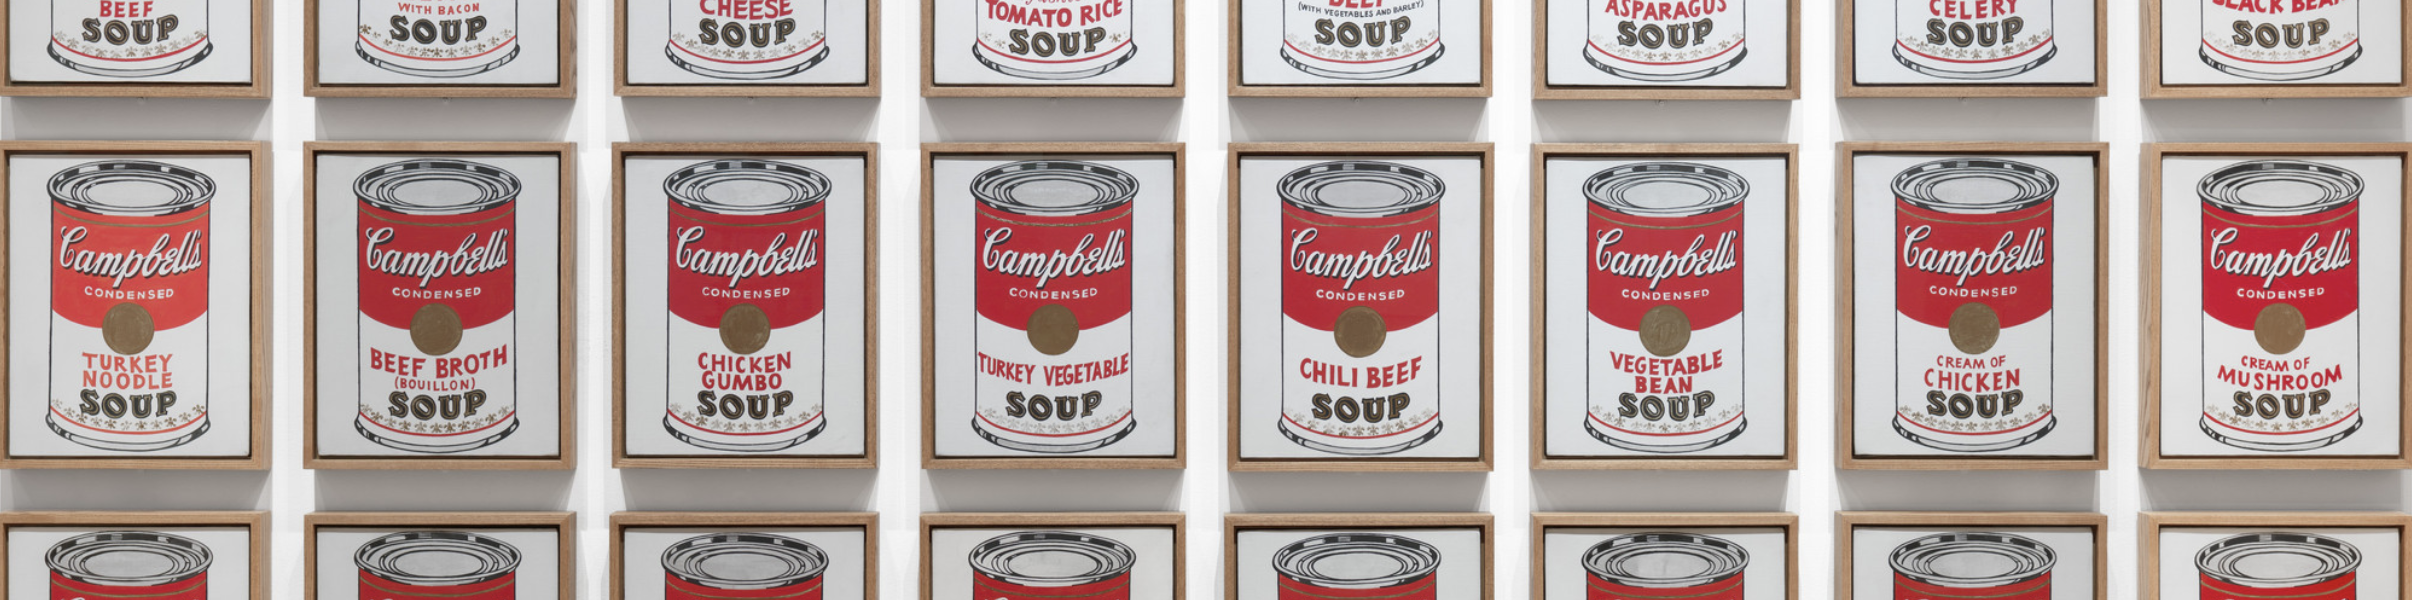 BEEF
SOUP
WITH BACON
SOUP
CHEESE
SOUP
TOMATO RICE
SOUP
BEEF
(WITH VEGETABLES AND BARLEY)
SOUP
ASPARAGUS
SOUP
CELERY
SOUP
BLACK BEAN
SOUP
Campbell's
CONDENSED
TURKEY
NOODLE
SOUP
Campbell's
CONDENSED
BEEF BROTH
(BOUILLON)
SOUP
Campbell's
CONDENSED
CHICKEN
GUMBO
SOUP
Campbell's
CONDENSED
TURKEY VEGETABLE
SOUP
Campbell's
CONDENSED
CHILI BEEF
SOUP
Campbell's
CONDENSED
VEGETABLE
BEAN
SOUP
Campbell's
CONDENSED
CREAM OF
CHICKEN
SOUP
Campbell's
CONDENSED
CREAM OF
MUSHROOM
SOUP